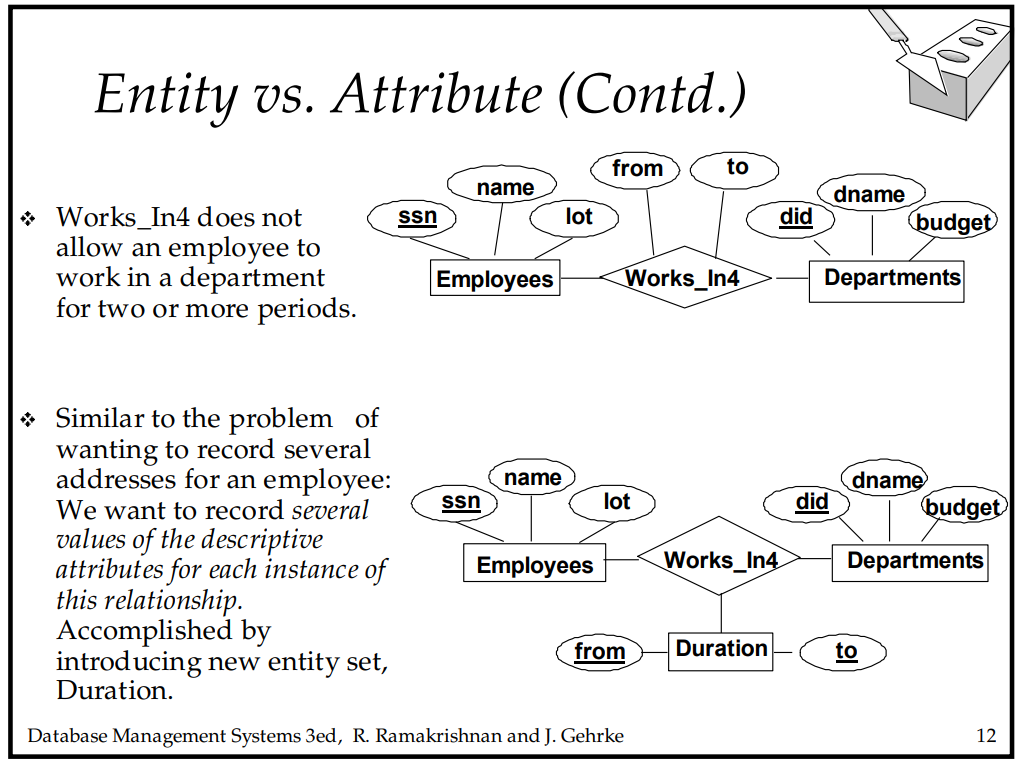 Entity vs. Attribute (Contd.)
❖ Works_In4 does not
allow an employee to
work in a department
for two or more periods.
ssn
name
lot
Employees
from
to
Works_In4
did
dname
budget
Departments
❖ Similar to the problem of
wanting to record several
addresses for an employee:
We want to record several
values of the descriptive
attributes for each instance of
this relationship.
Accomplished by
introducing new entity set,
Duration.
ssn
name
lot
Employees
Works_In4
did
dname
budget
Departments
from
Duration
to
Database Management Systems 3ed, R. Ramakrishnan and J. Gehrke
12